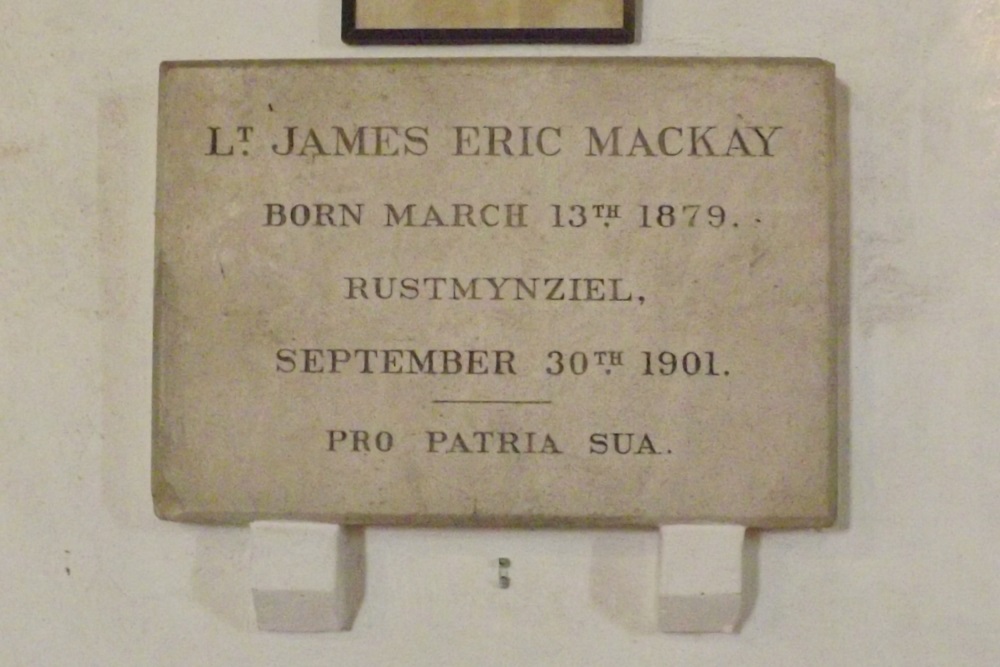 LT. JAMES ERIC MACKAY
BORN MARCH 13TH. 1879.
RUSTMYNZIEL,
SEPTEMBER 30TH. 1901.
PRO PATRIA SUA.